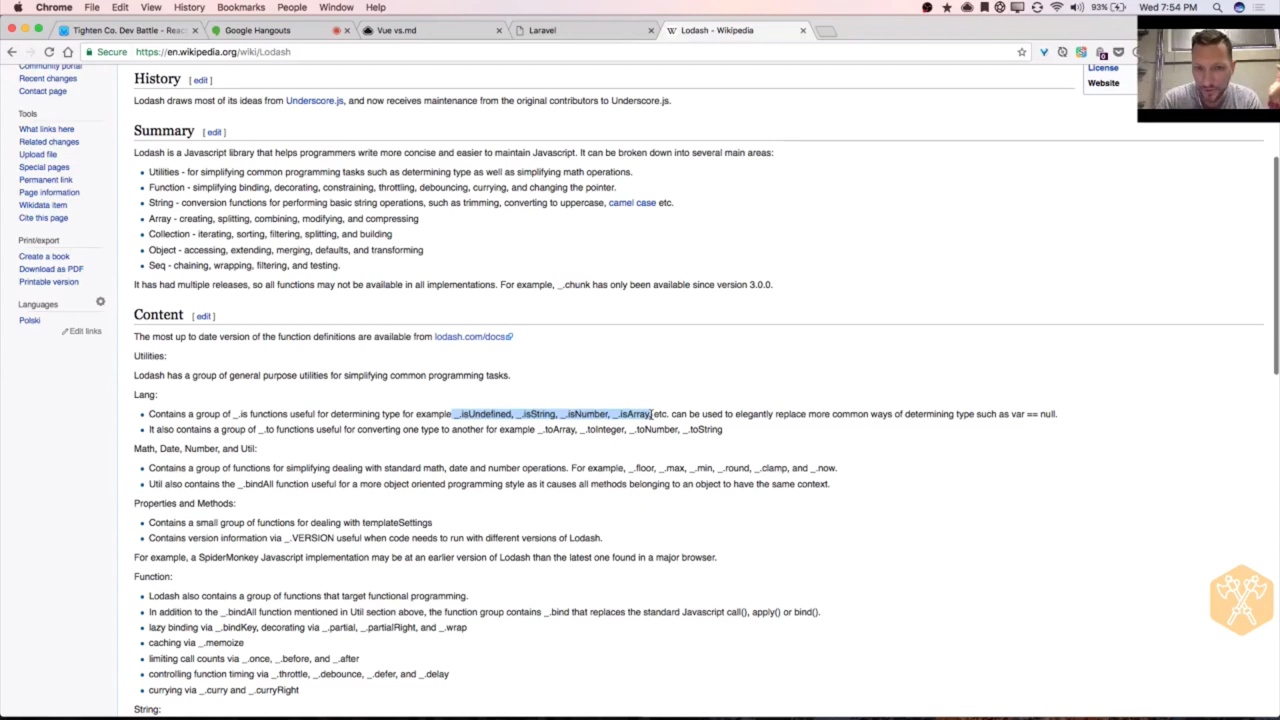 Chrome File Edit View History Bookmarks People Window Help 93% Wed 7:54 PM
Tighten Co. Dev Battle - Rea Google Hangouts Vue vs.md Laravel Lodash - Wikipedia
Secure https://en.wikipedia.org/wiki/Lodash
Community portal
Recent changes
Contact page
Tools
What links here
Related changes
Upload file
Special pages
Permanent link
Page information
Wikidata item
Cite this page
Print/export
Create a book
Download as PDF
Printable version
Languages
Polski
Edit links
License
Website
History [ edit ]
Lodash draws most of its ideas from Underscore.js, and now receives maintenance from the original contributors to Underscore.js.
Summary [ edit ]
Lodash is a Javascript library that helps programmers write more concise and easier to maintain Javascript. It can be broken down into several main areas:
• Utilities - for simplifying common programming tasks such as determining type as well as simplifying math operations.
• Function - simplifying binding, decorating, constraining, throttling, debouncing, currying, and changing the pointer.
• String - conversion functions for performing basic string operations, such as trimming, converting to uppercase, camel case etc.
• Array - creating, splitting, combining, modifying, and compressing
• Collection - iterating, sorting, filtering, splitting, and building
• Object - accessing, extending, merging, defaults, and transforming
• Seq - chaining, wrapping, filtering, and testing.
It has had multiple releases, so all functions may not be available in all implementations. For example, _.chunk has only been available since version 3.0.0.
Content [ edit ]
The most up to date version of the function definitions are available from lodash.com/docs
Utilities:
Lodash has a group of general purpose utilities for simplifying common programming tasks.
Lang:
• Contains a group of _.is functions useful for determining type for example _.isUndefined, _.isString, _.isNumber, _.isArray, etc. can be used to elegantly replace more common ways of determining type such as var == null.
• It also contains a group of _.to functions useful for converting one type to another for example _.toArray, _.toInteger, _.toNumber, _.toString
Math, Date, Number, and Util:
• Contains a group of functions for simplifying dealing with standard math, date and number operations. For example, _.floor, _.max, _.min, _.round, _.clamp, and _.now.
• Util also contains the _.bindAll function useful for a more object oriented programming style as it causes all methods belonging to an object to have the same context.
Properties and Methods:
• Contains a small group of functions for dealing with templateSettings
• Contains version information via _.VERSION useful when code needs to run with different versions of Lodash.
For example, a SpiderMonkey Javascript implementation may be at an earlier version of Lodash than the latest one found in a major browser.
Function:
• Lodash also contains a group of functions that target functional programming.
• In addition to the _.bindAll function mentioned in Util section above, the function group contains _.bind that replaces the standard Javascript call(), apply() or bind().
• lazy binding via _.bindKey, decorating via _.partial, _.partialRight, and _.wrap
• caching via _.memoize
• limiting call counts via _.once, _.before, and _.after
• controlling function timing via _.throttle, _.debounce, _.defer, and _.delay
• currying via _.curry and _.curryRight
String: